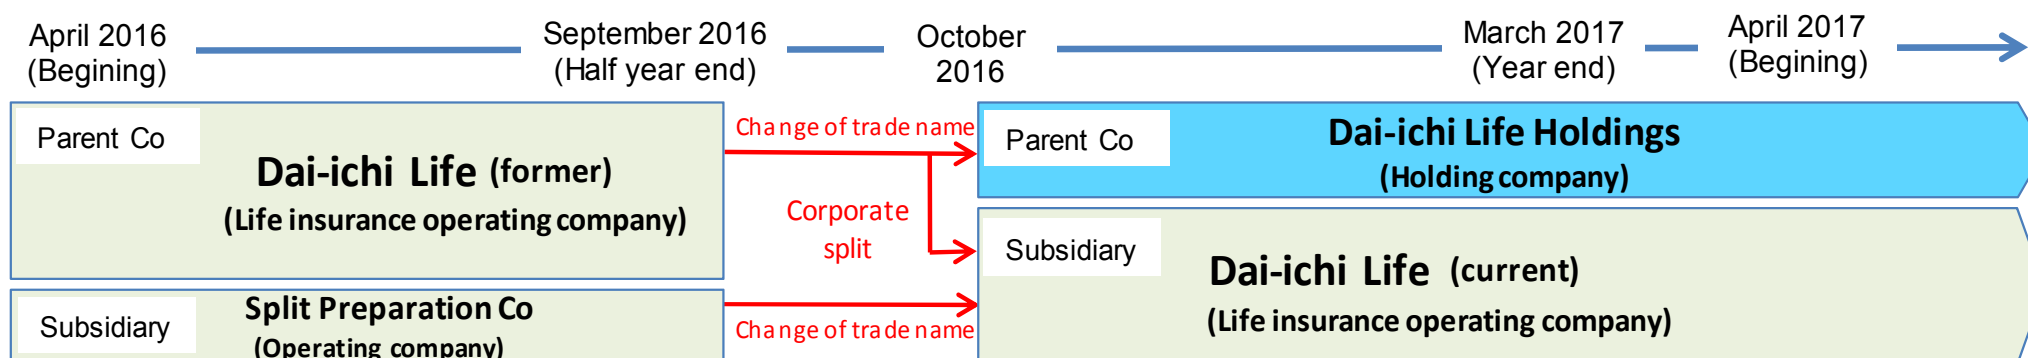 April 2016
(Begining)
September 2016
(Half year end)
October
2016
March 2017
(Year end)
April 2017
(Begining)
Parent Co
Dai-ichi Life (former)
(Life insurance operating company)
Change of trade name
Corporate
split
Parent Co
Dai-ichi Life Holdings
(Holding company)
Subsidiary
Split Preparation Co
(Operating company)
Change of trade name
Subsidiary
Dai-ichi Life (current)
(Life insurance operating company)